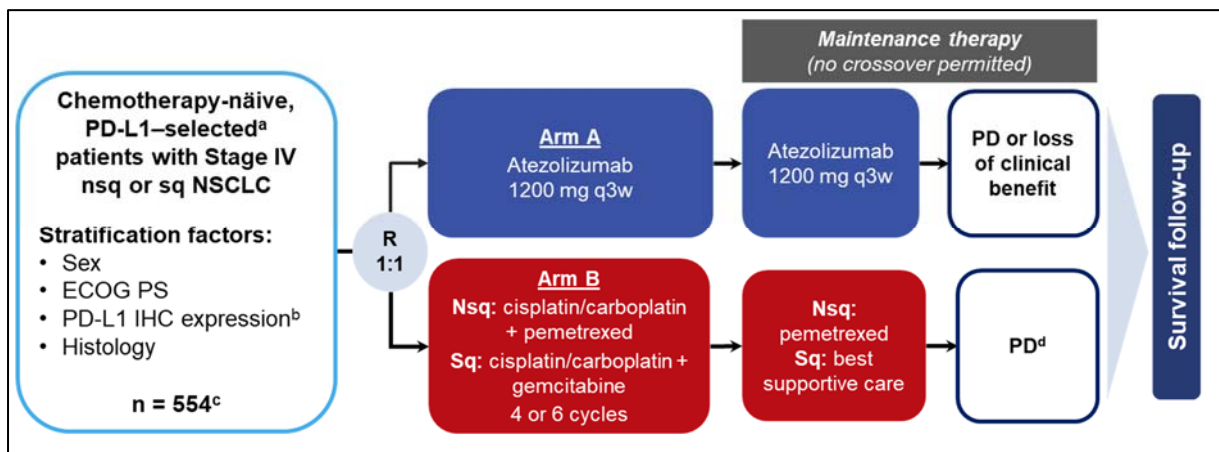 Maintenance therapy
(no crossover permitted)
Chemotherapy-näive,
PD-L1–selectedᵃ
patients with Stage IV
nsq or sq NSCLC
Stratification factors:
• Sex
• ECOG PS
• PD-L1 IHC expressionᵇ
• Histology
n = 554ᶜ
R
1:1
Arm A
Atezolizumab
1200 mg q3w
Atezolizumab
1200 mg q3w
PD or loss
of clinical
benefit
Arm B
Nsq: cisplatin/carboplatin
+ pemetrexed
Sq: cisplatin/carboplatin +
gemcitabine
4 or 6 cycles
Nsq:
pemetrexed
Sq: best
supportive care
PDᵈ
Survival follow-up